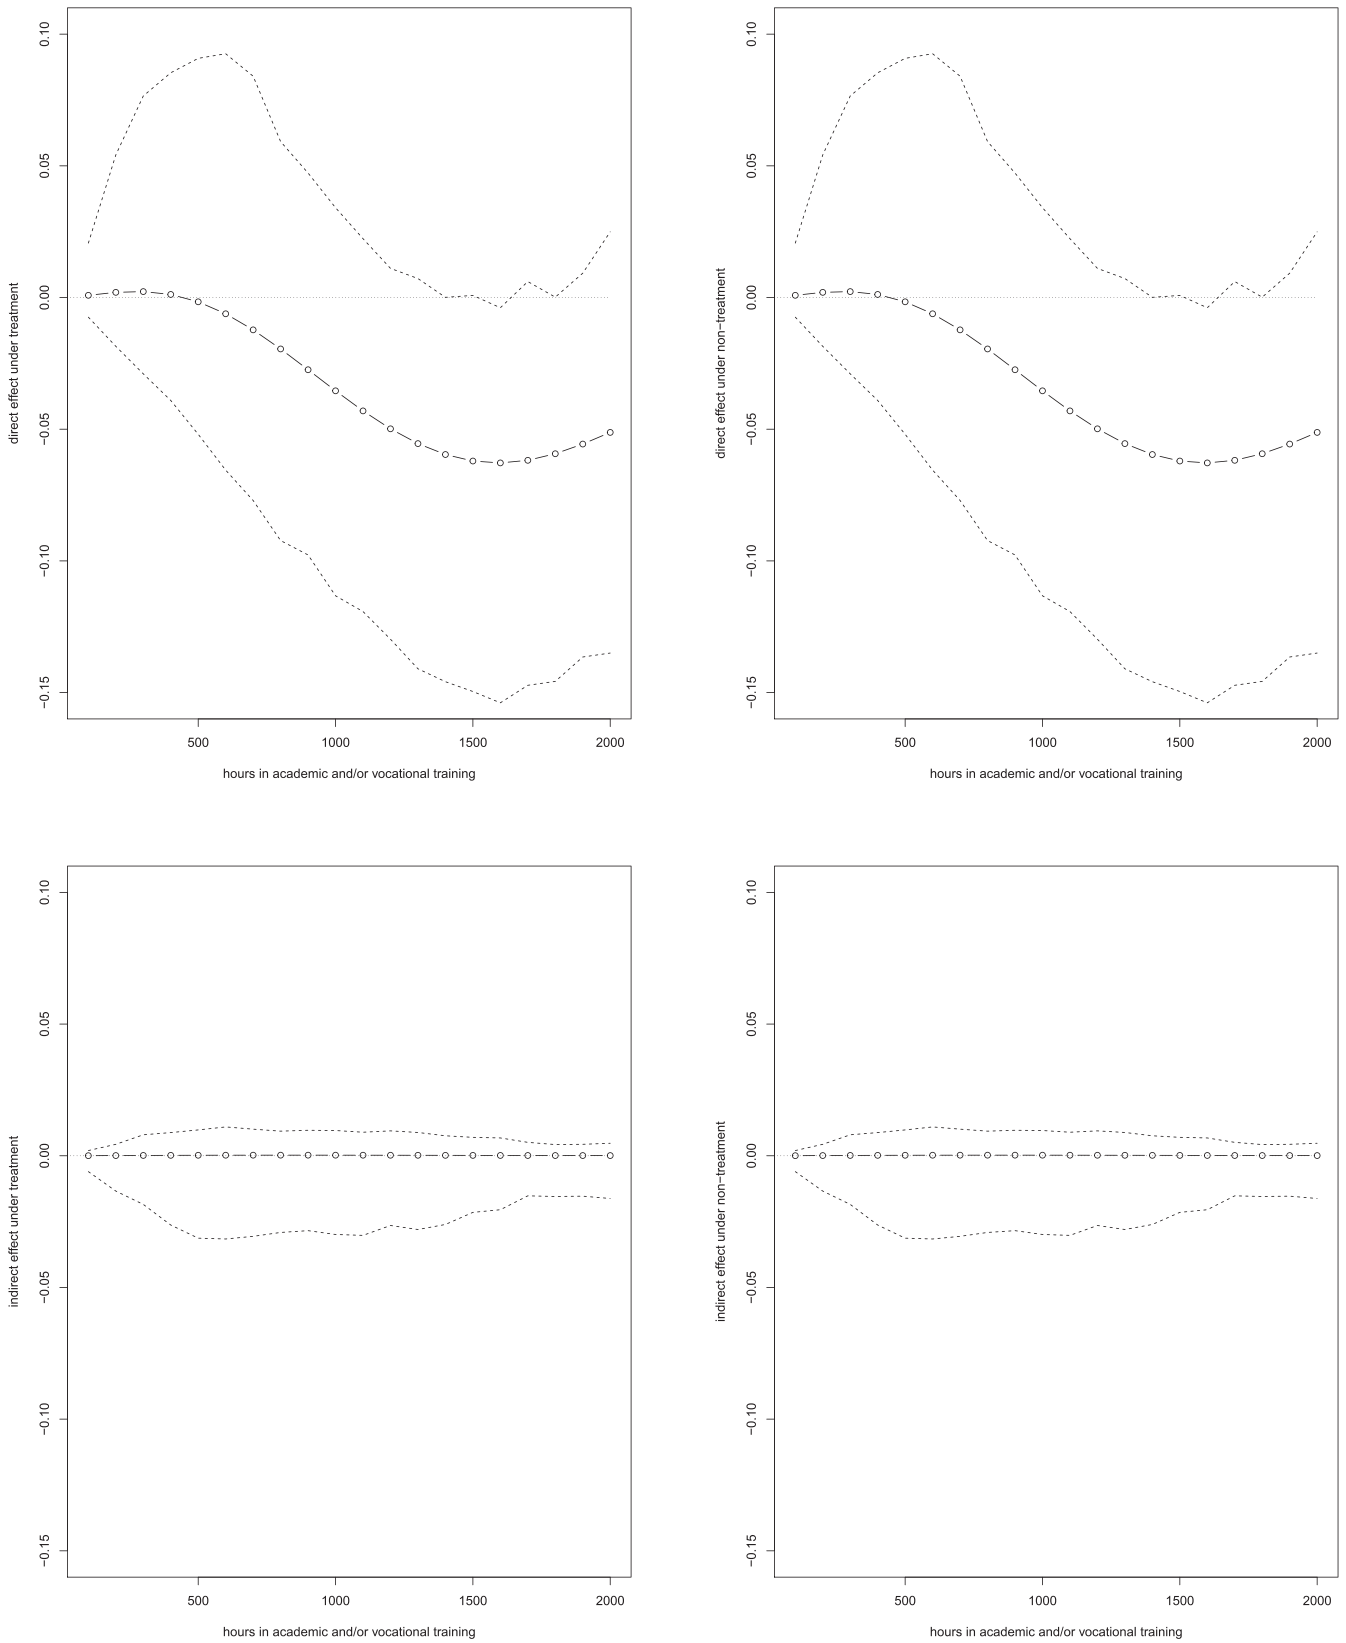 direct effect under treatment
0.10
0.05
0.00
−0.05
−0.10
−0.15
500 1000 1500 2000
hours in academic and/or vocational training
direct effect under non−treatment
0.10
0.05
0.00
−0.05
−0.10
−0.15
500 1000 1500 2000
hours in academic and/or vocational training
indirect effect under treatment
0.10
0.05
0.00
−0.05
−0.10
−0.15
500 1000 1500 2000
hours in academic and/or vocational training
indirect effect under non−treatment
0.10
0.05
0.00
−0.05
−0.10
−0.15
500 1000 1500 2000
hours in academic and/or vocational training